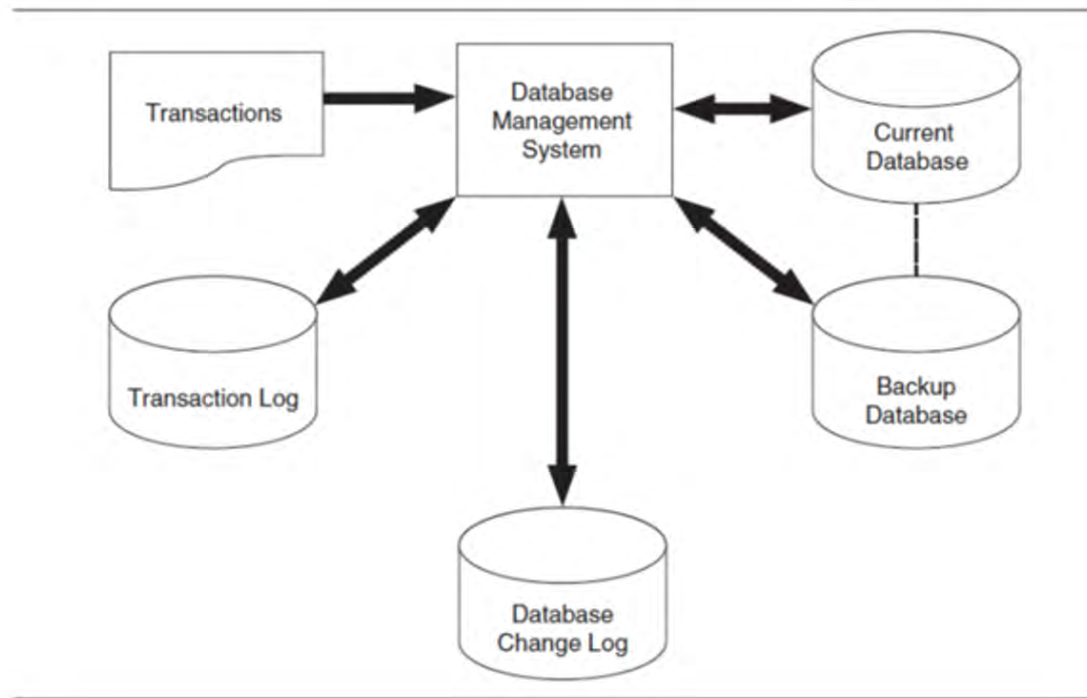 Transactions
Database
Management
System
Current
Database
Transaction Log
Backup
Database
Database
Change Log